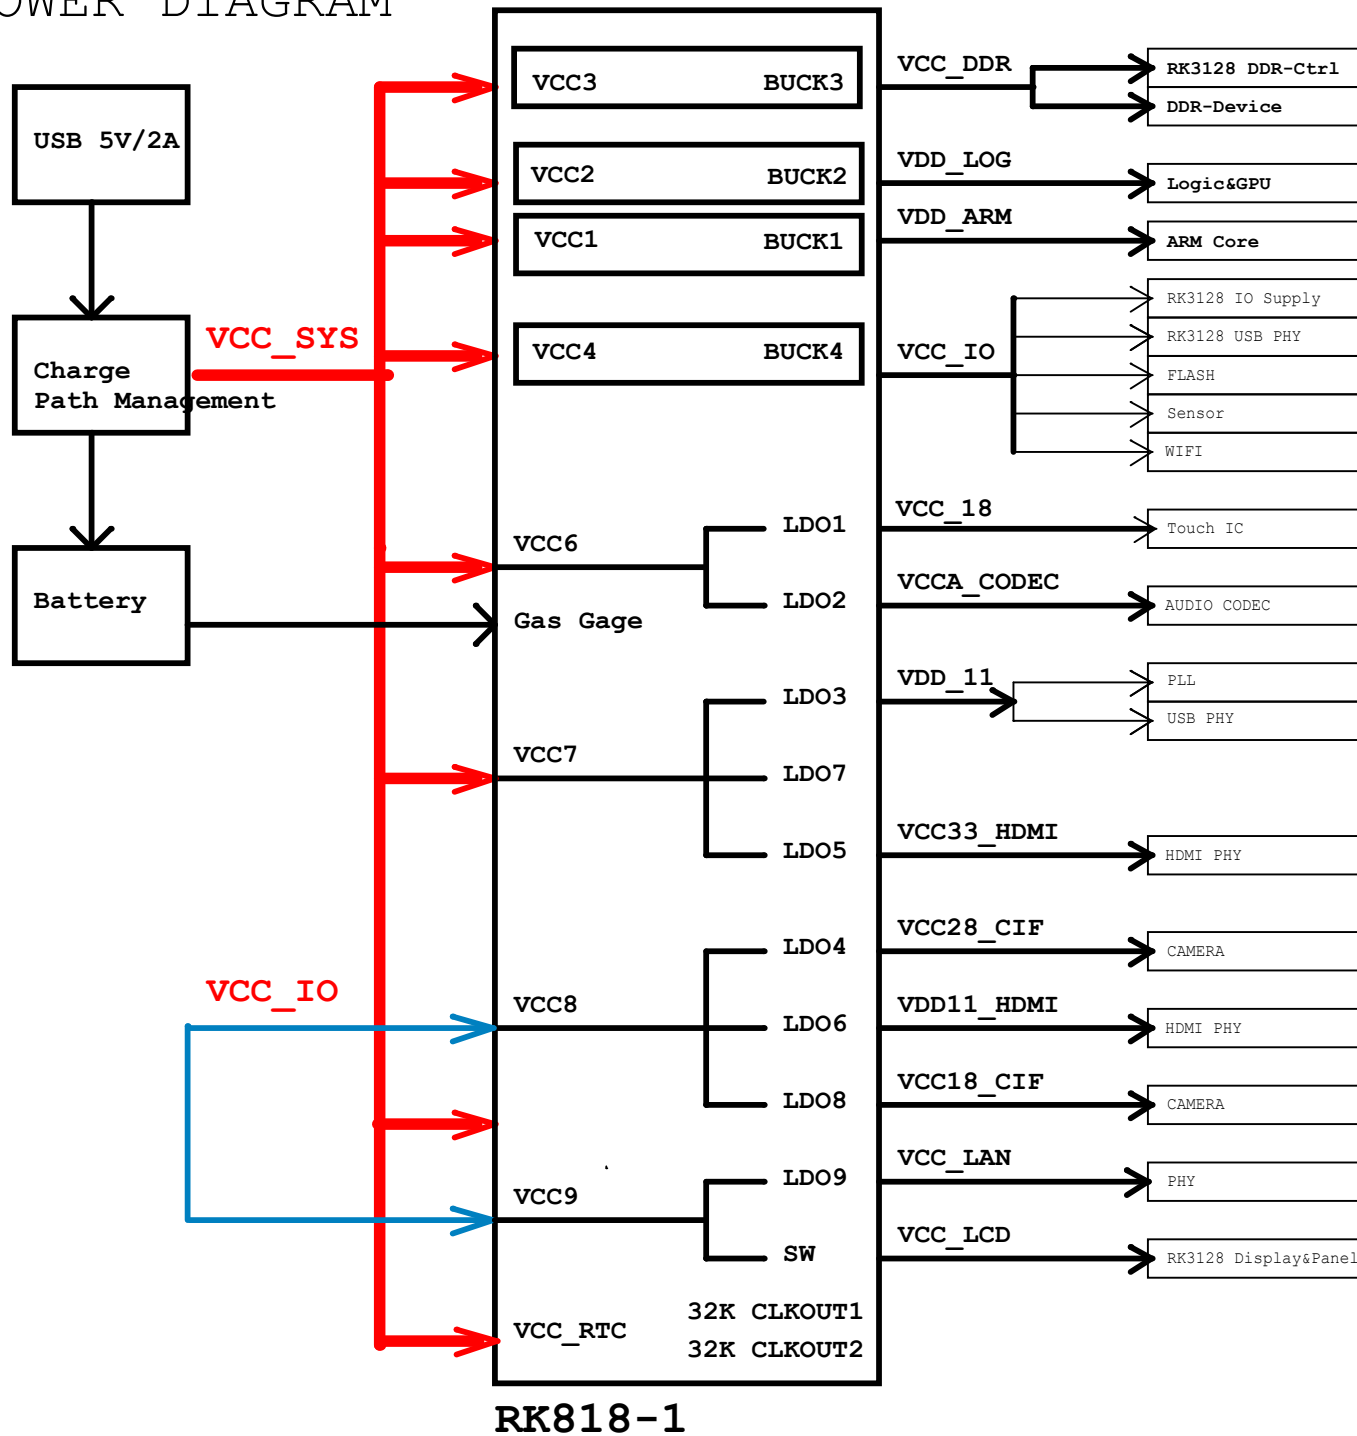 OWER DIAGRAM
USB 5V/2A
Charge
Path Management
Battery
VCC_SYS
VCC_IO
VCC3 BUCK3
VCC2 BUCK2
VCC1 BUCK1
VCC4 BUCK4
VCC6
LDO1
LDO2
Gas Gage
VCC7
LDO3
LDO7
LDO5
VCC8
LDO4
LDO6
LDO8
VCC9
LDO9
SW
VCC_RTC
32K CLKOUT1
32K CLKOUT2
RK818-1
VCC_DDR
RK3128 DDR-Ctrl
DDR-Device
VDD_LOG
Logic&GPU
VDD_ARM
ARM Core
VCC_IO
RK3128 IO Supply
RK3128 USB PHY
FLASH
Sensor
WIFI
VCC_18
Touch IC
VCCA_CODEC
AUDIO CODEC
VDD_11
PLL
USB PHY
VCC33_HDMI
HDMI PHY
VCC28_CIF
CAMERA
VDD11_HDMI
HDMI PHY
VCC18_CIF
CAMERA
VCC_LAN
PHY
VCC_LCD
RK3128 Display&Panel